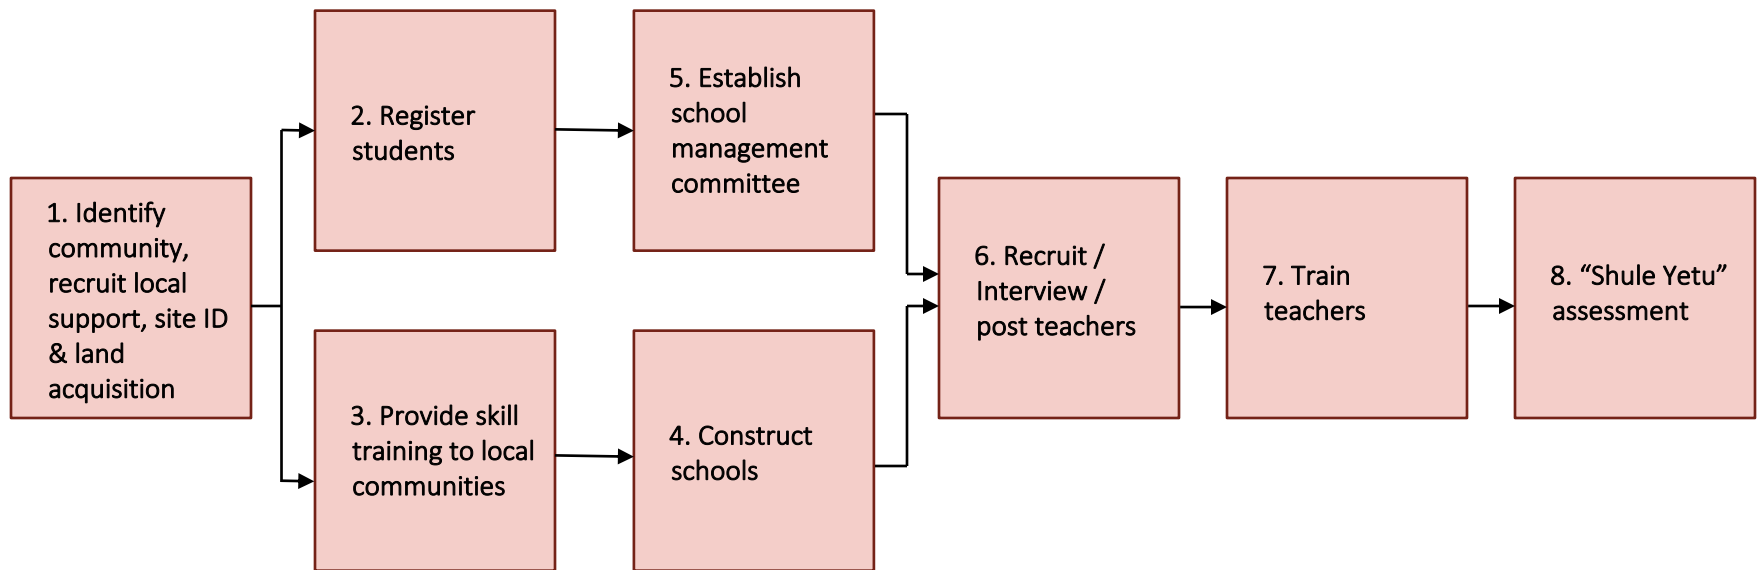 1. Identify
community,
recruit local
support, site ID
& land
acquisition
2. Register
students
3. Provide skill
training to local
communities
4. Construct
schools
5. Establish
school
management
committee
6. Recruit /
Interview /
post teachers
7. Train
teachers
8. “Shule Yetu”
assessment